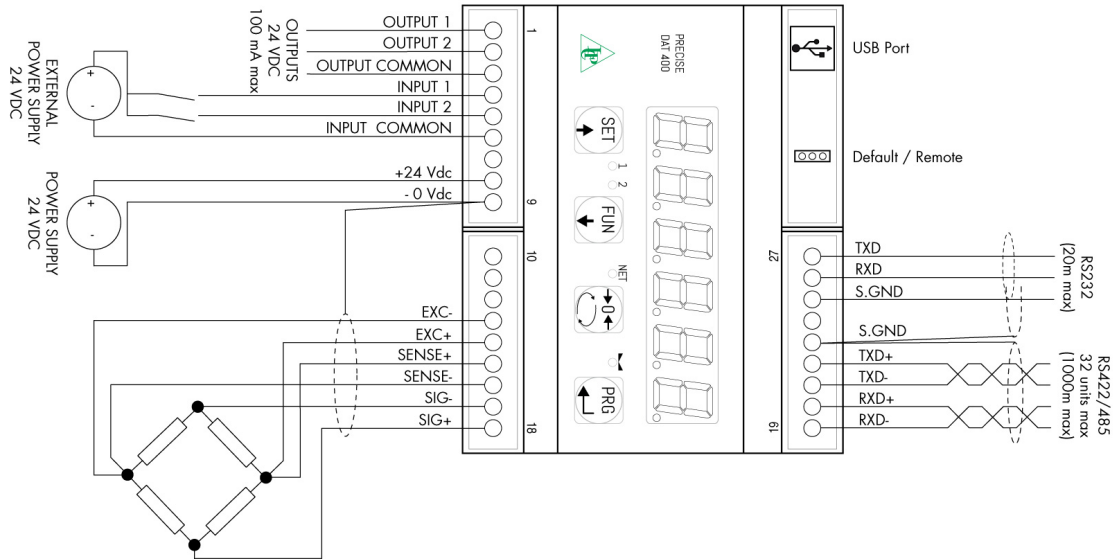 OUTPUT 1
OUTPUT 2
OUTPUT COMMON
INPUT 1
INPUT 2
INPUT COMMON
+24 Vdc
- 0 Vdc
OUTPUTS
24 VDC
100 mA max
EXTERNAL
POWER SUPPLY
24 VDC
+
-
POWER SUPPLY
24 VDC
+
-
1
9
10
18
EXC-
EXC+
SENSE+
SENSE-
SIG-
SIG+
PRECISE
DAT 400
SET
1
2
FUN
NET
0
PRG
USB Port
Default / Remote
27
19
TXD
RXD
S.GND
S.GND
TXD+
TXD-
RXD+
RXD-
RS232
(20m max)
RS422/485
32 units max
(1000m max)